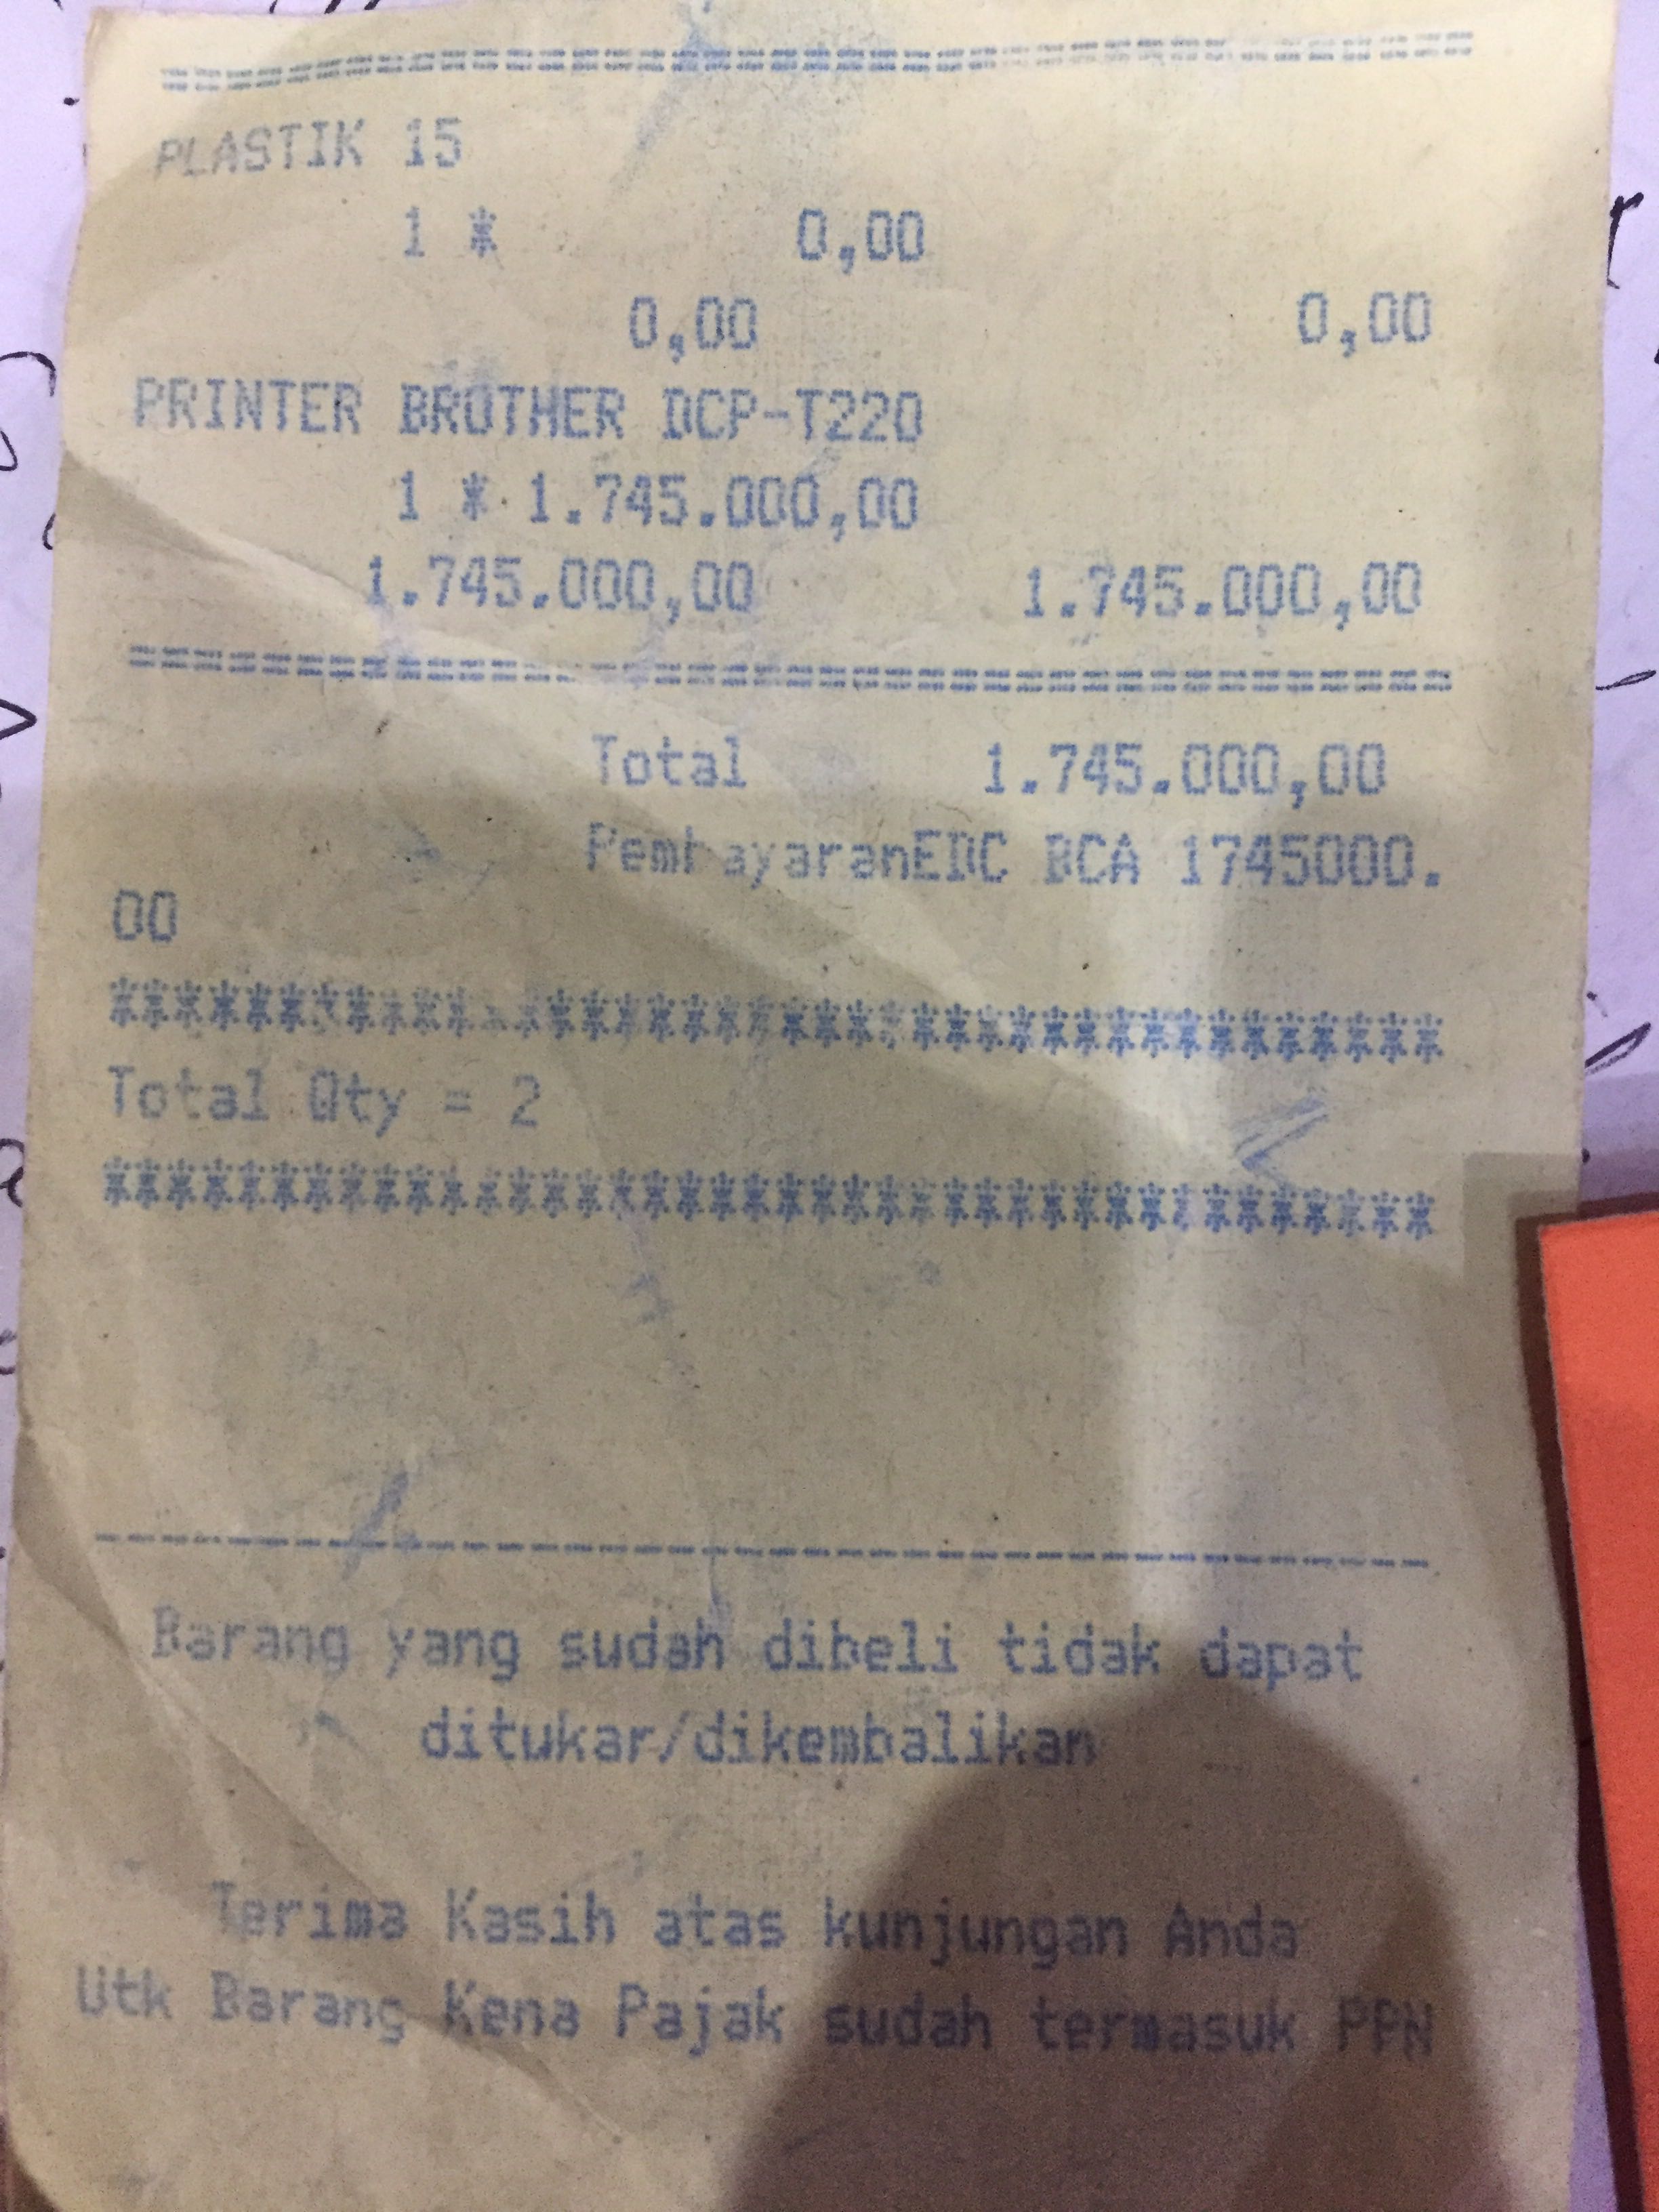 PLASTIK 15
1 * 0,00
0,00 0,00
PRINTER BROTHER DCP-T220
1 * 1.745.000,00
1.745.000,00 1.745.000,00
Total 1.745.000,00
PembayaranEDC BCA 1745000.
00
****************************************
Total Qty = 2
****************************************
Barang yang sudah dibeli tidak dapat
ditukar/dikembalikan
Terima Kasih atas kunjungan Anda
Utk Barang Kena Pajak sudah termasuk PPN